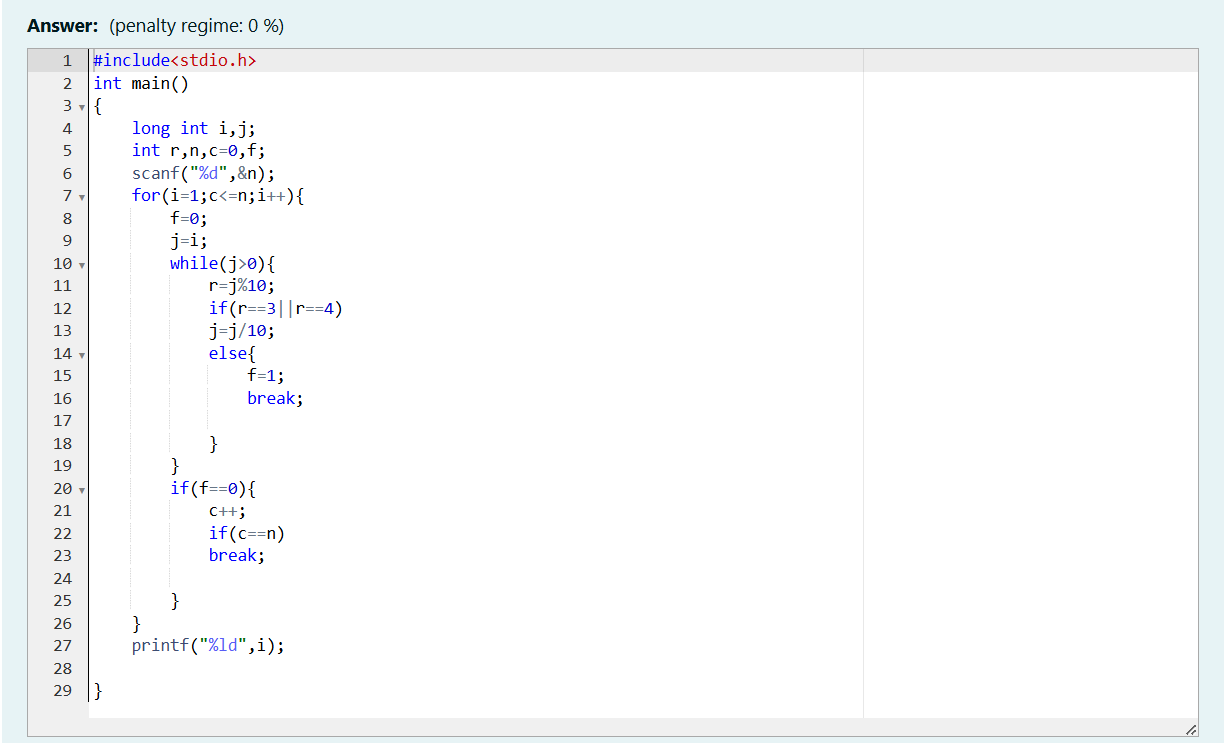 Answer: (penalty regime: 0 %)
1 #include<stdio.h>
2 int main()
3 {
4     long int i,j;
5     int r,n,c=0,f;
6     scanf("%d",&n);
7     for(i=1;c<=n;i++){
8         f=0;
9         j=i;
10         while(j>0){
11             r=j%10;
12             if(r==3||r==4)
13             j=j/10;
14             else{
15                 f=1;
16                 break;
17
18             }
19         }
20         if(f==0){
21             c++;
22             if(c==n)
23             break;
24
25         }
26     }
27     printf("%ld",i);
28
29 }